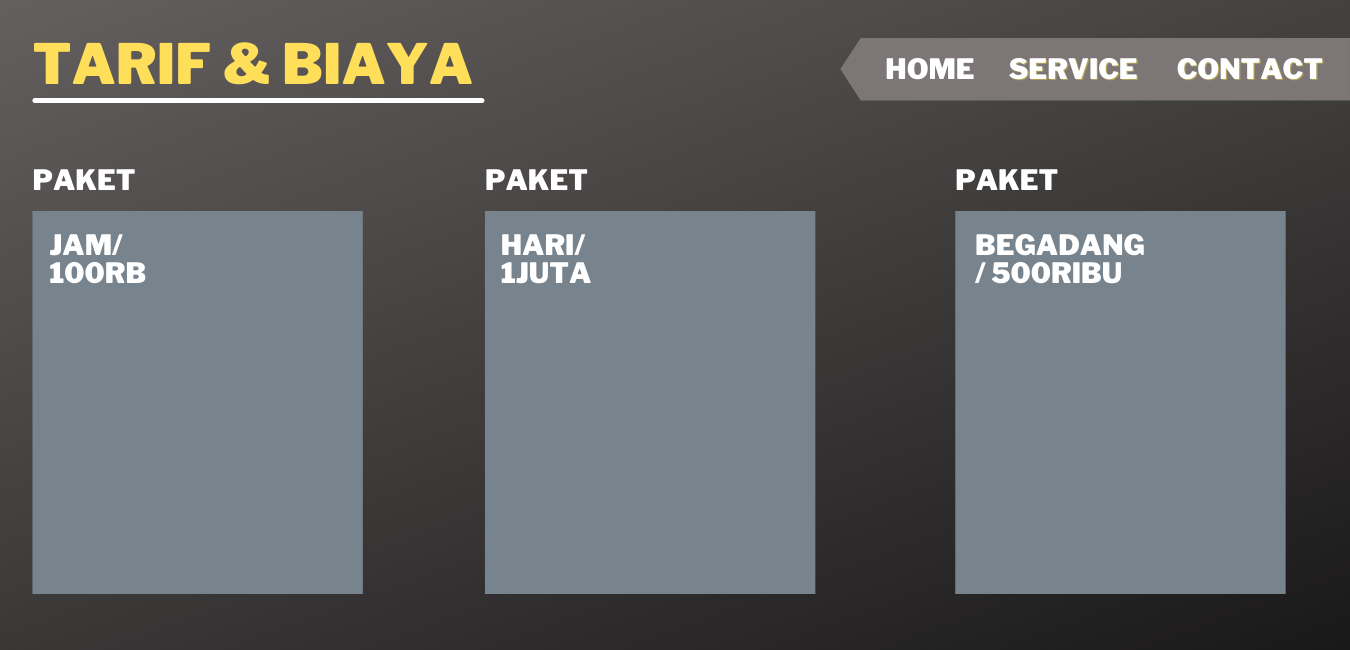 TARIF & BIAYA
HOME SERVICE CONTACT
PAKET
JAM/
100RB
PAKET
HARI/
1JUTA
PAKET
BEGADANG
/ 500RIBU